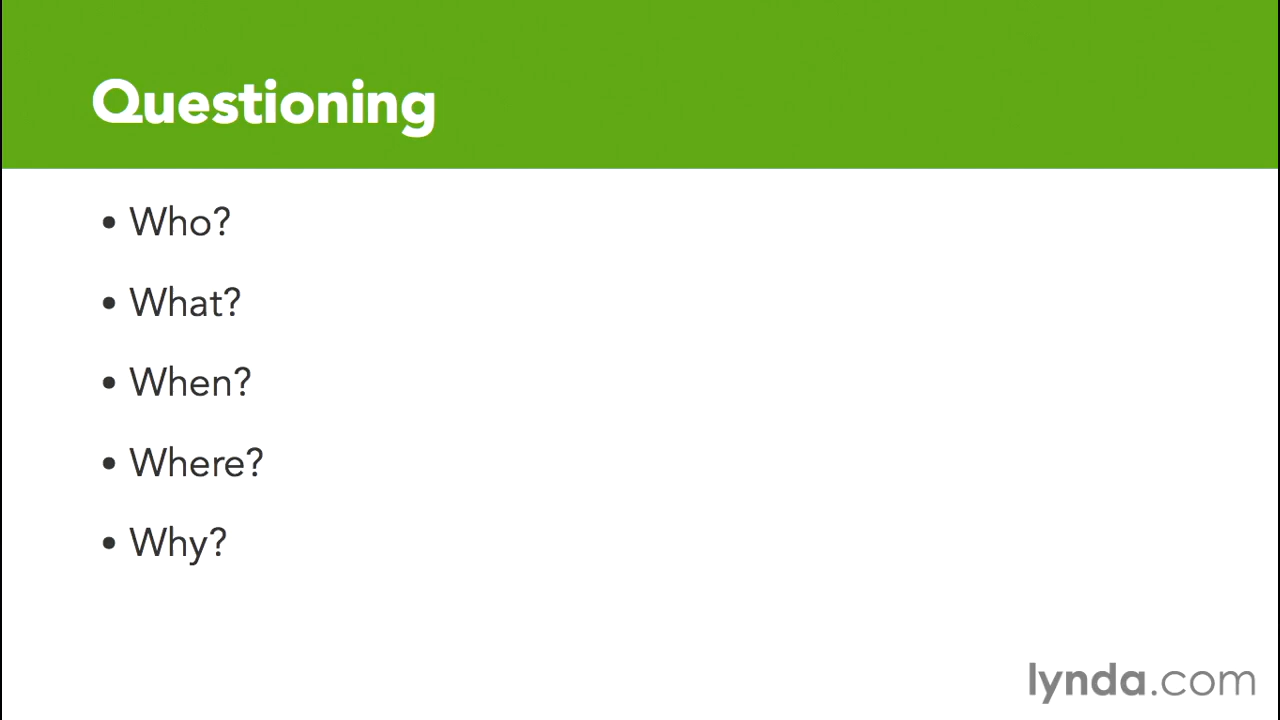 Questioning
• Who?
• What?
• When?
• Where?
• Why?
lynda.com